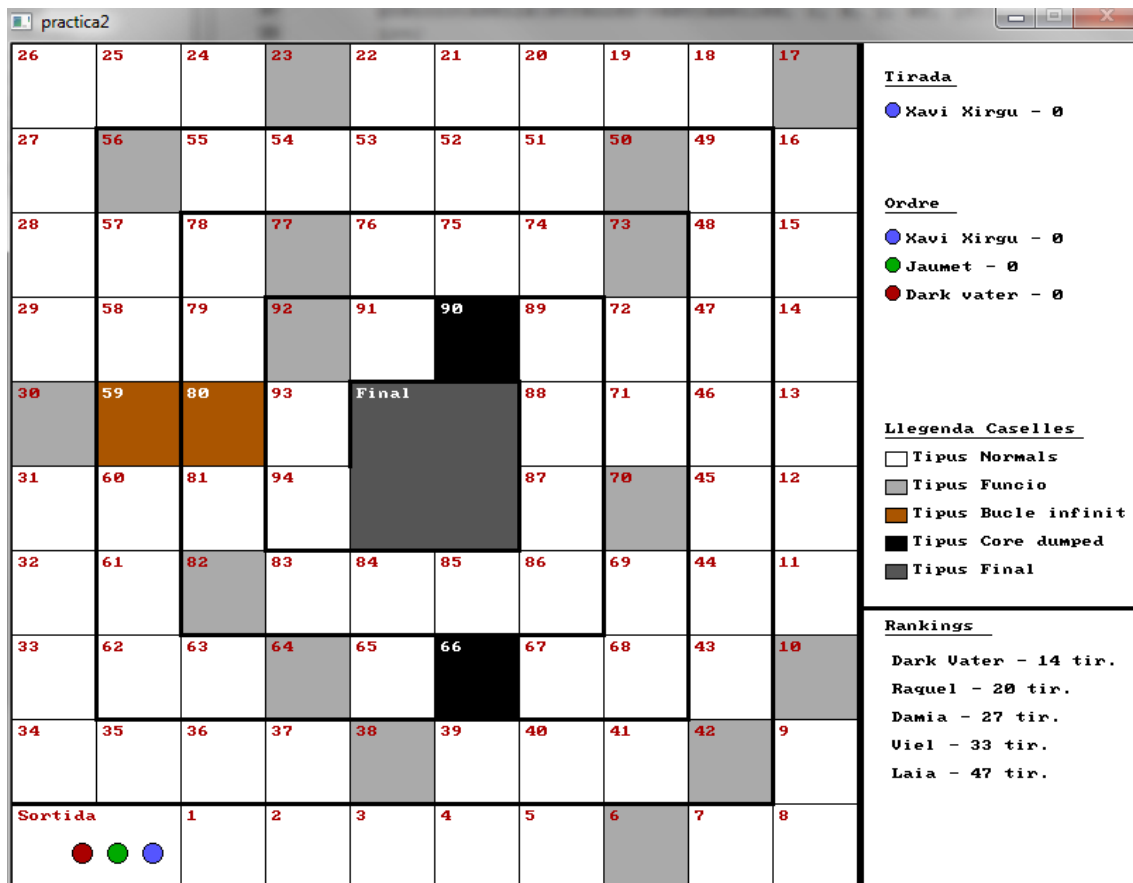 practica2
26 25 24 23 22 21 20 19 18 17
27 56 55 54 53 52 51 50 49 16
28 57 78 77 76 75 74 73 48 15
29 58 79 92 91 90 89 72 47 14
30 59 80 93 Final 88 71 46 13
31 60 81 94 87 70 45 12
32 61 82 83 84 85 86 69 44 11
33 62 63 64 65 66 67 68 43 10
34 35 36 37 38 39 40 41 42 9
Sortida 1 2 3 4 5 6 7 8
Tirada
Xavi Xirgu - 0
Ordre
Xavi Xirgu - 0
Jaumet - 0
Dark vater - 0
Llegenda Caselles
Tipus Normals
Tipus Funcio
Tipus Bucle infinit
Tipus Core dumped
Tipus Final
Rankings
Dark Vater - 14 tir.
Raquel - 20 tir.
Damia - 27 tir.
Viel - 33 tir.
Laia - 47 tir.